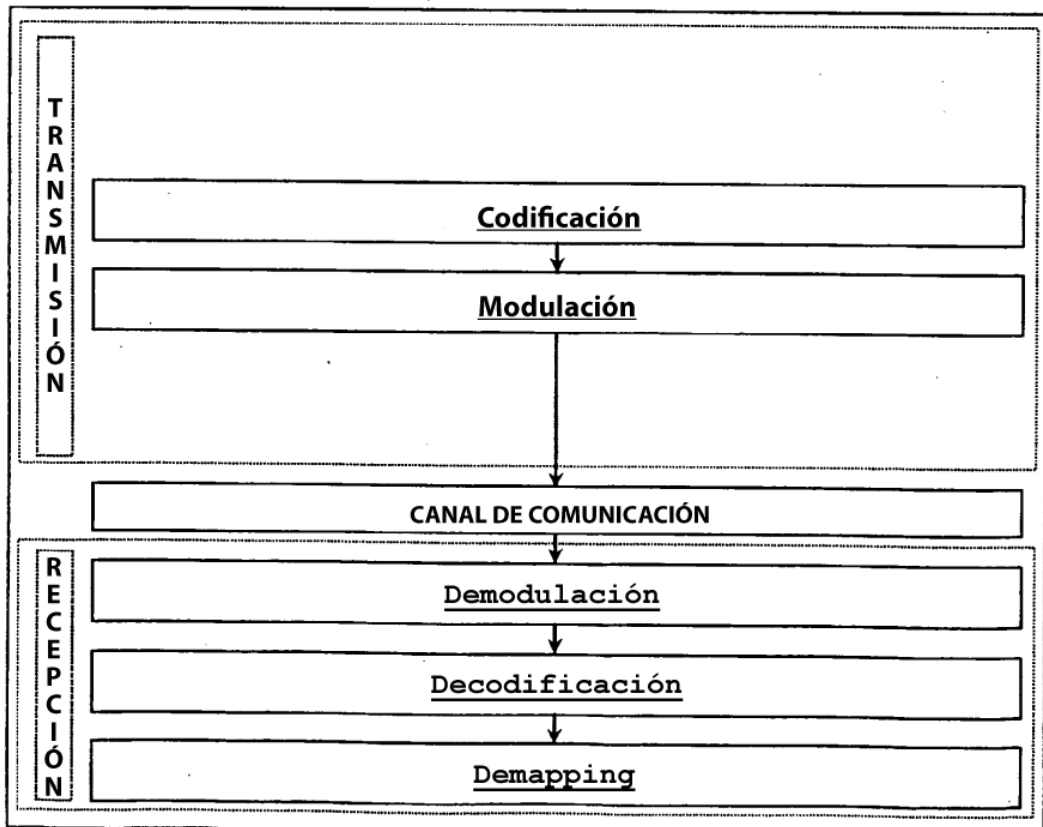 TRANSMISIÓN
Codificación
Modulación
CANAL DE COMUNICACIÓN
RECEPCIÓN
Demodulación
Decodificación
Demapping